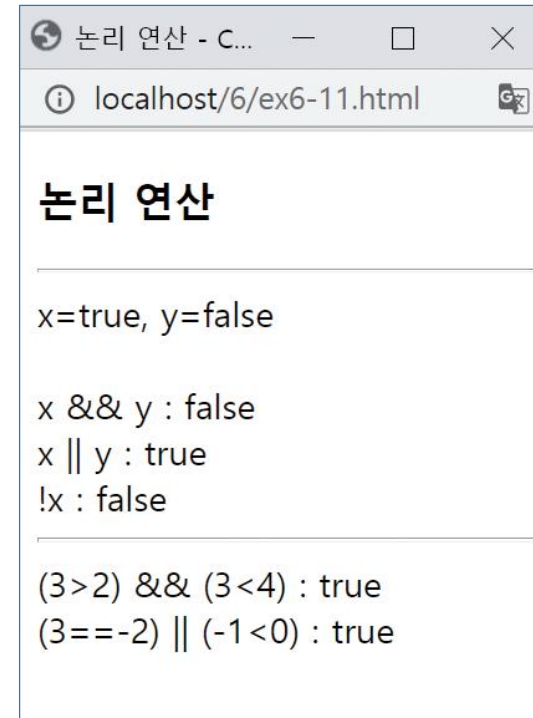 논리 연산 - C...
localhost/6/ex6-11.html
논리 연산
x=true, y=false
x && y : false
x || y : true
!x : false
(3>2) && (3<4) : true
(3==-2) || (-1<0) : true